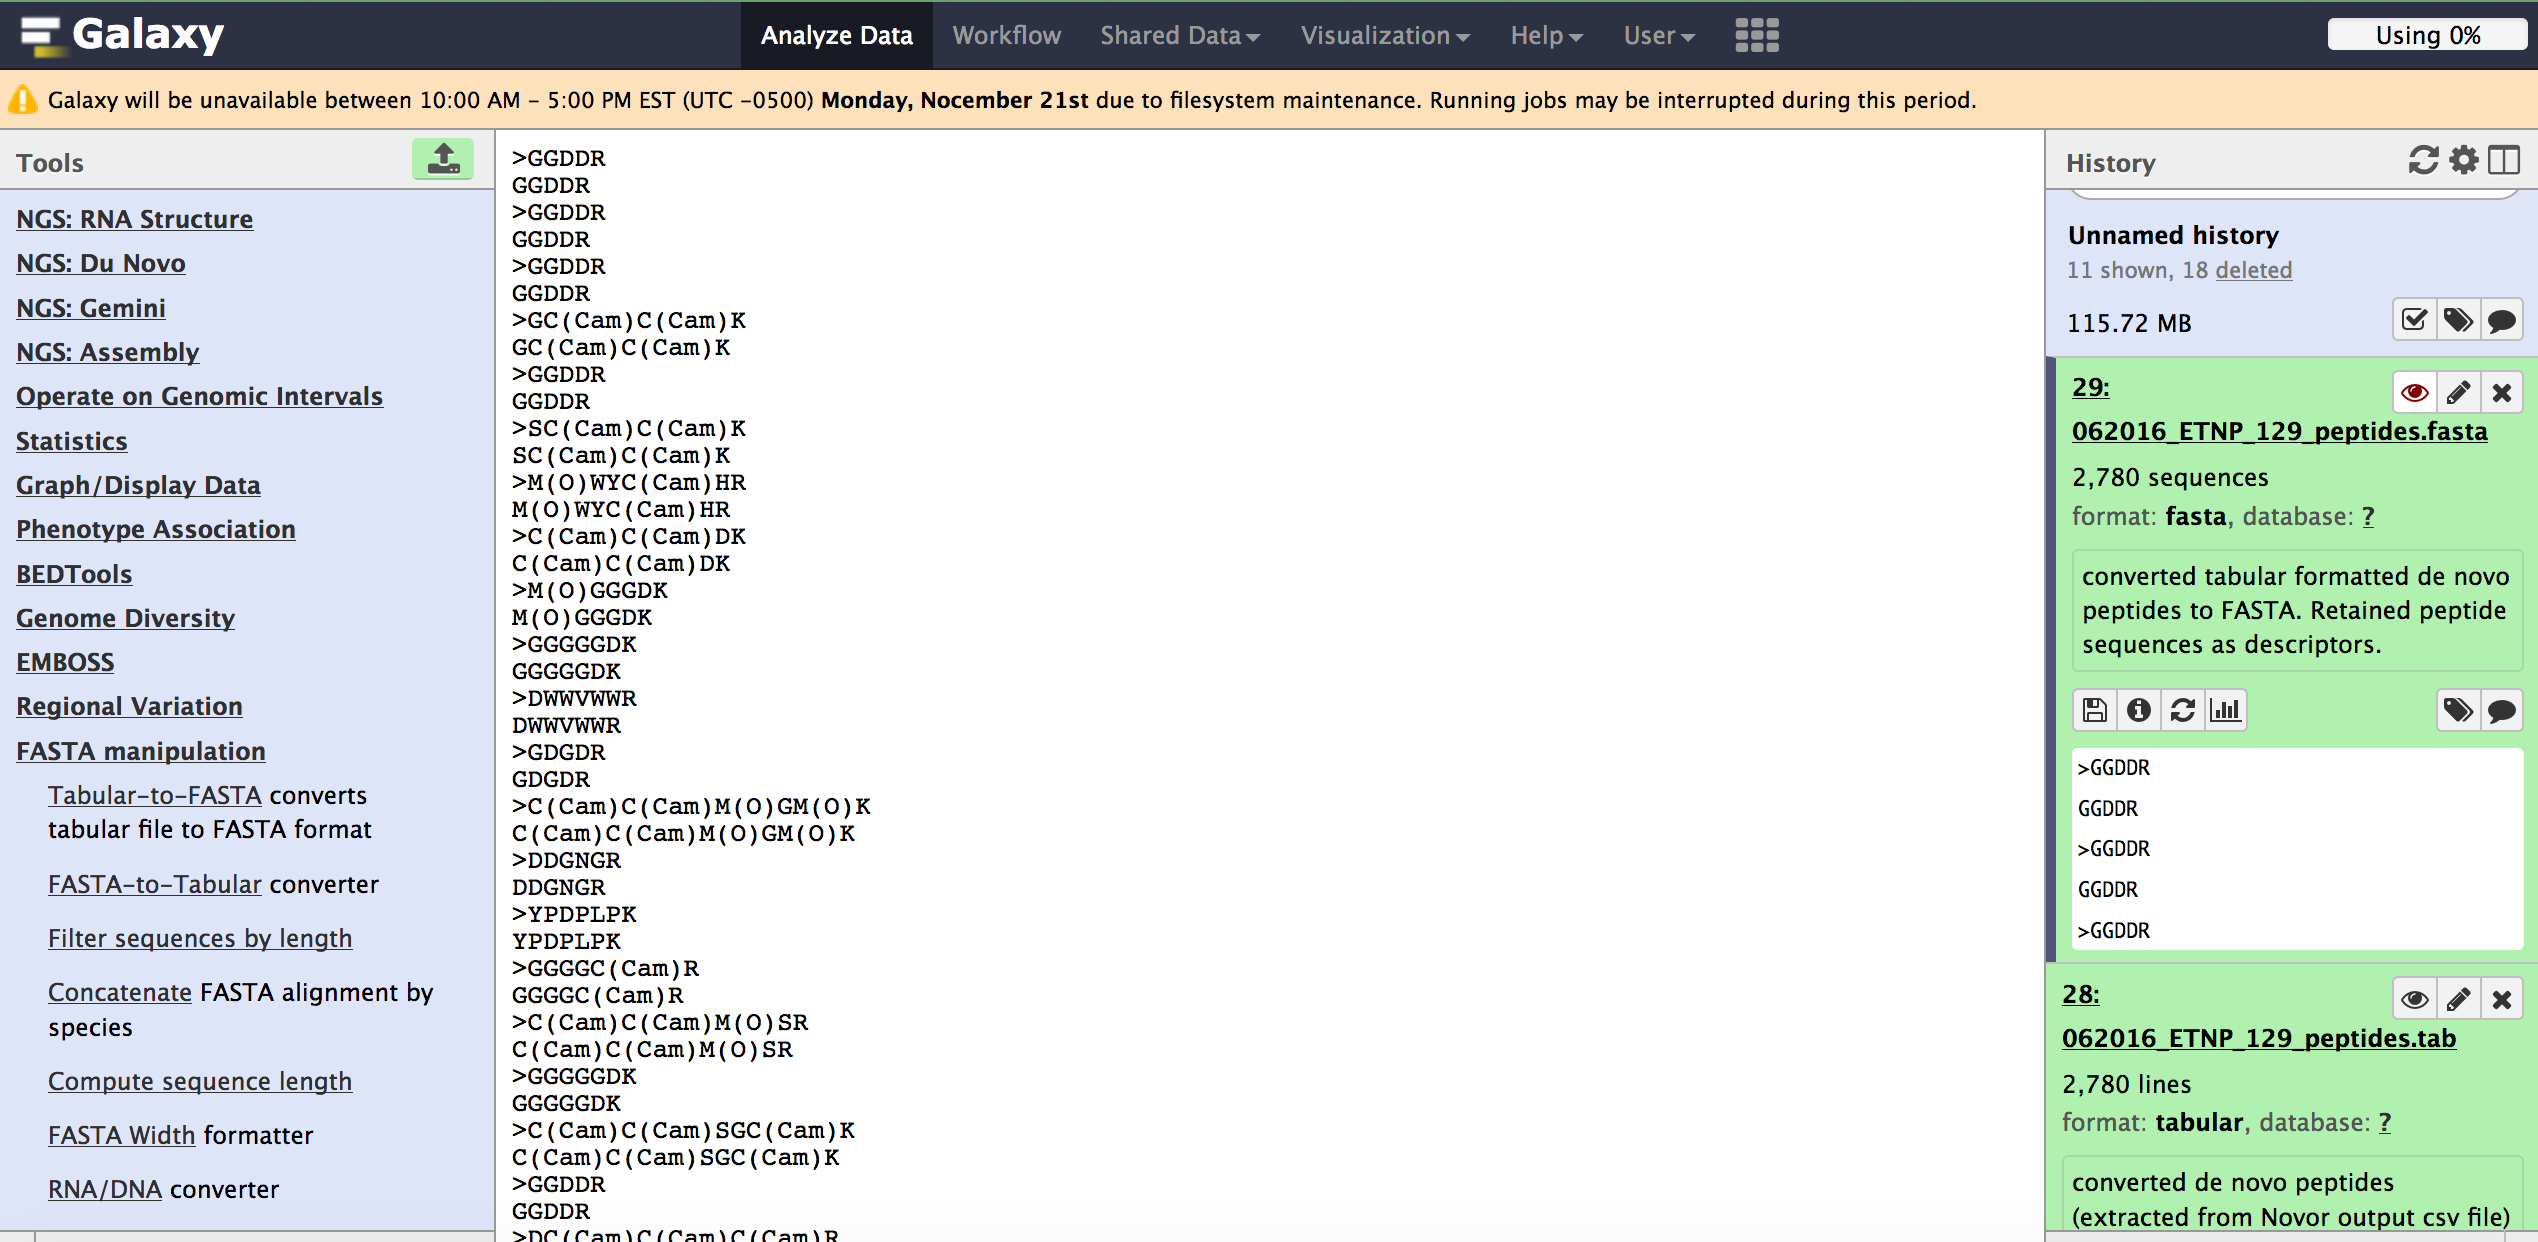 Galaxy
Analyze Data
Workflow
Shared Data
Visualization
Help
User
Using 0%
Galaxy will be unavailable between 10:00 AM - 5:00 PM EST (UTC -0500) Monday, Nocember 21st due to filesystem maintenance. Running jobs may be interrupted during this period.
Tools
NGS: RNA Structure
NGS: Du Novo
NGS: Gemini
NGS: Assembly
Operate on Genomic Intervals
Statistics
Graph/Display Data
Phenotype Association
BEDTools
Genome Diversity
EMBOSS
Regional Variation
FASTA manipulation
Tabular-to-FASTA converts
tabular file to FASTA format
FASTA-to-Tabular converter
Filter sequences by length
Concatenate FASTA alignment by
species
Compute sequence length
FASTA Width formatter
RNA/DNA converter
>GGDDR
GGDDR
>GGDDR
GGDDR
>GGDDR
GGDDR
>GC(Cam)C(Cam)K
GC(Cam)C(Cam)K
>GGDDR
GGDDR
>SC(Cam)C(Cam)K
SC(Cam)C(Cam)K
>M(O)WYC(Cam)HR
M(O)WYC(Cam)HR
>C(Cam)C(Cam)DK
C(Cam)C(Cam)DK
>M(O)GGGDK
M(O)GGGDK
>GGGGGDK
GGGGGDK
>DWWVWWR
DWWVWWR
>GDGDR
GDGDR
>C(Cam)C(Cam)M(O)GM(O)K
C(Cam)C(Cam)M(O)GM(O)K
>DDGNGR
DDGNGR
>YPDPLPK
YPDPLPK
>GGGGC(Cam)R
GGGGC(Cam)R
>C(Cam)C(Cam)M(O)SR
C(Cam)C(Cam)M(O)SR
>GGGGGDK
GGGGGDK
>C(Cam)C(Cam)SGC(Cam)K
C(Cam)C(Cam)SGC(Cam)K
>GGDDR
GGDDR
>DC(Cam)C(Cam)C(Cam)R
History
Unnamed history
11 shown, 18 deleted
115.72 MB
29:
062016_ETNP_129_peptides.fasta
2,780 sequences
format: fasta, database: ?
converted tabular formatted de novo
peptides to FASTA. Retained peptide
sequences as descriptors.
>GGDDR
GGDDR
>GGDDR
GGDDR
>GGDDR
28:
062016_ETNP_129_peptides.tab
2,780 lines
format: tabular, database: ?
converted de novo peptides
(extracted from Novor output csv file)